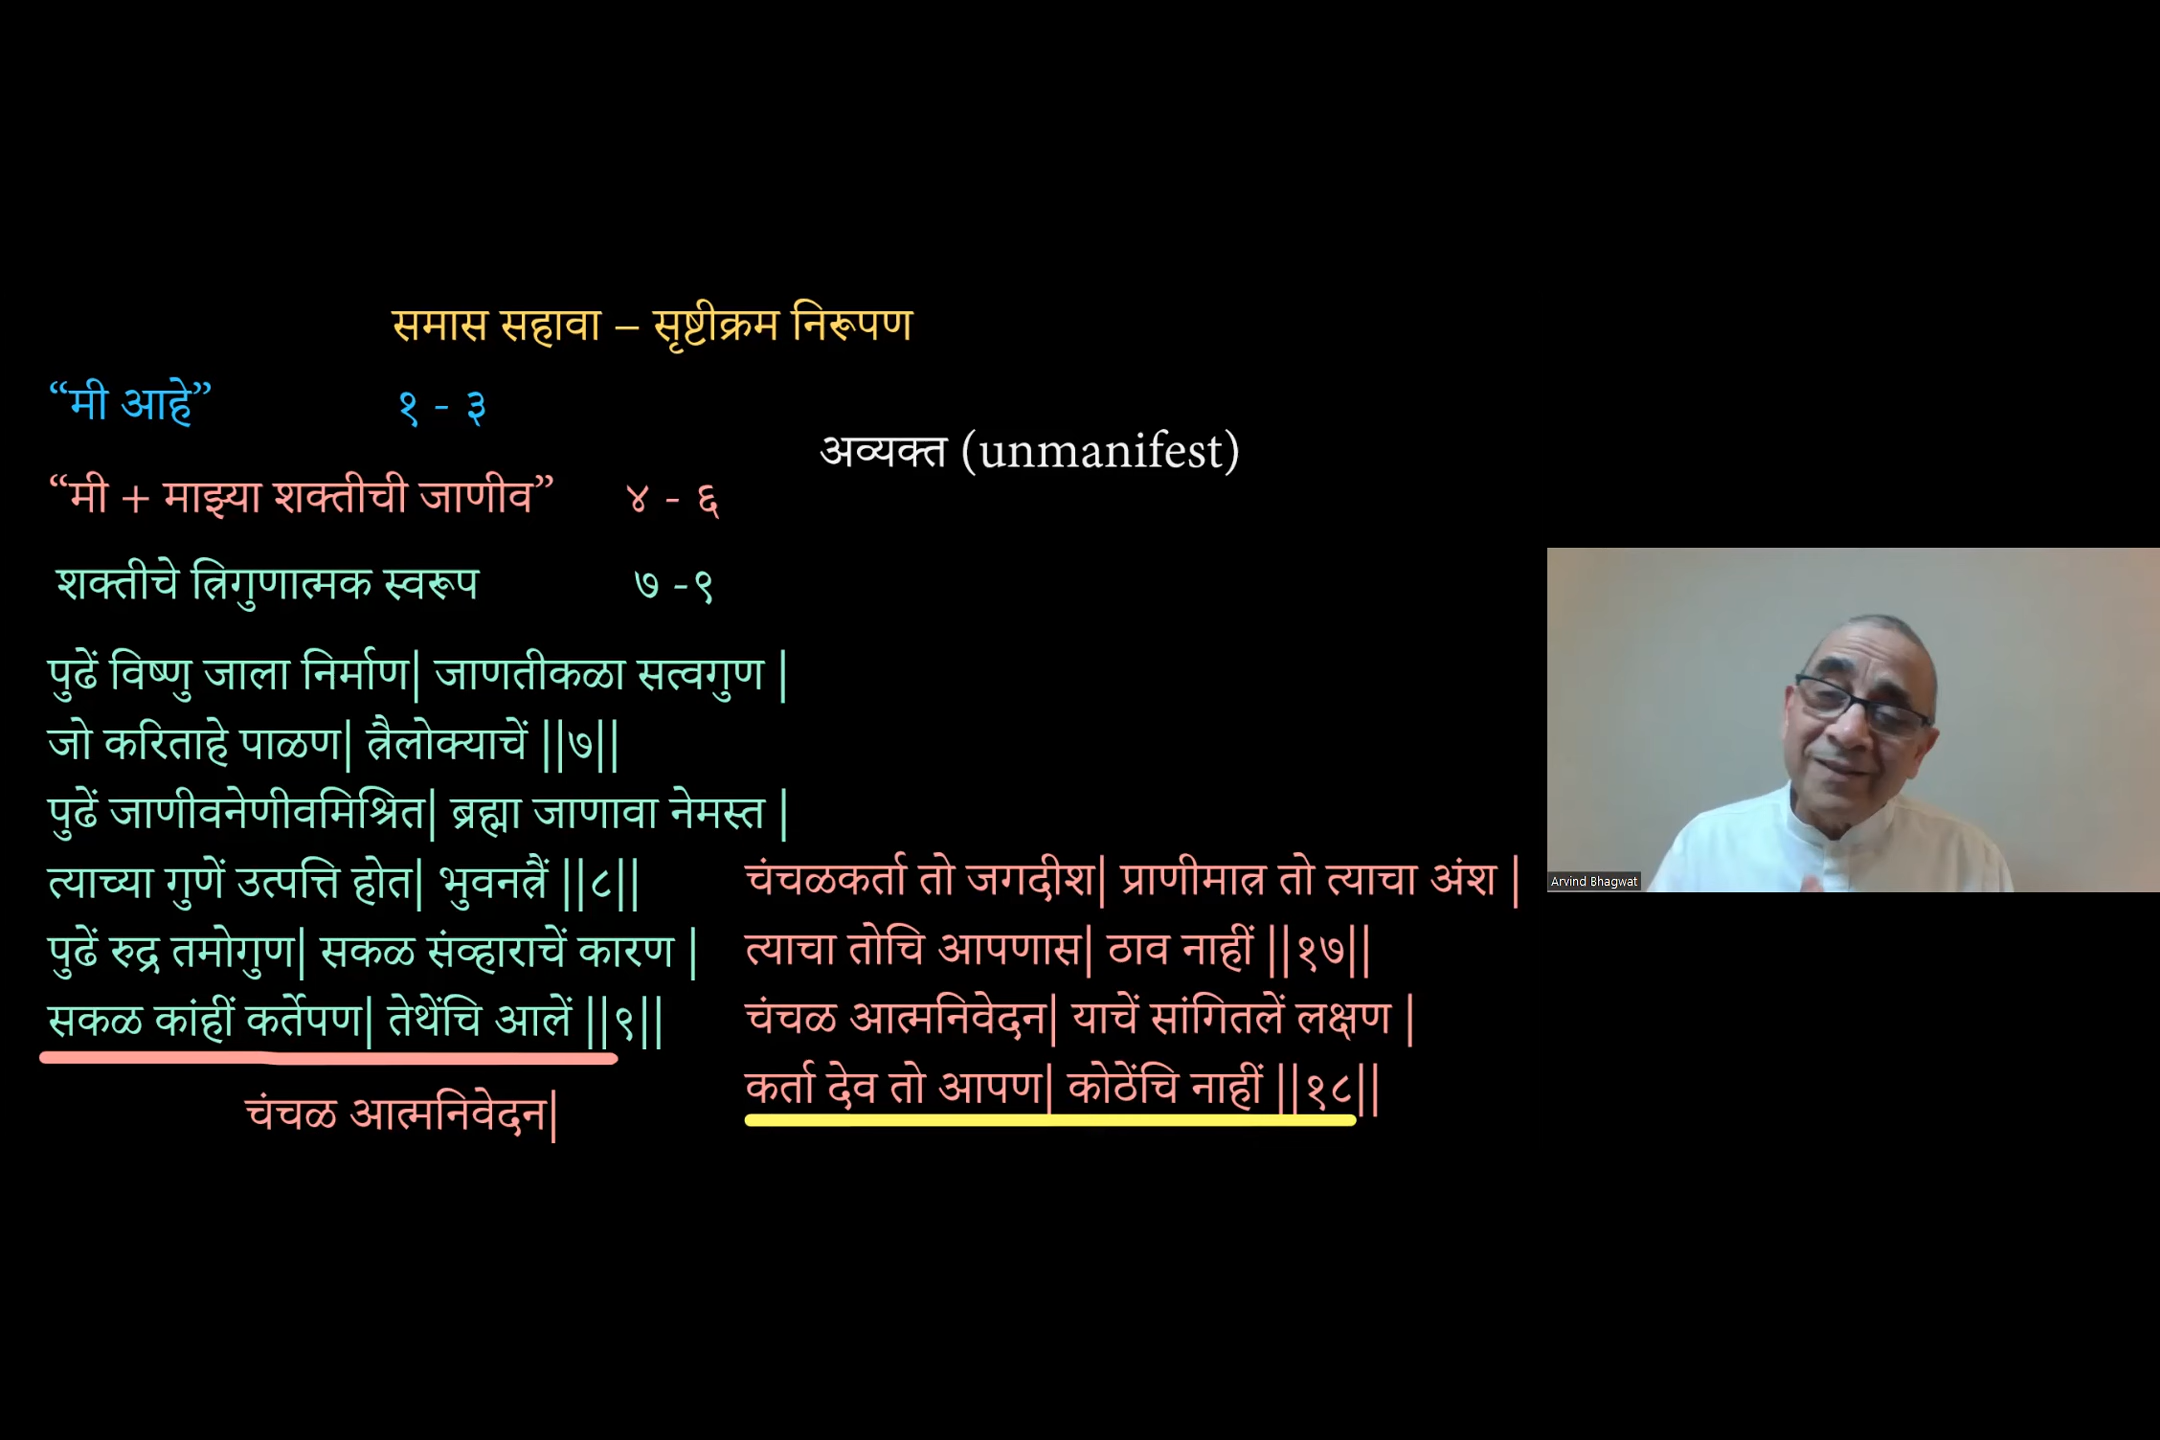 समास सहावा – सृष्टीक्रम निरूपण
“मी आहे” १ - ३
अव्यक्त (unmanifest)
“मी + माझ्या शक्तीची जाणीव” ४ - ६
शक्तीचे त्रिगुणात्मक स्वरूप ७ -९
पुढें विष्णु जाला निर्माण| जाणतीकळा सत्वगुण |
जो करिताहे पाळण| त्रैलोक्याचें ||७||
पुढें जाणीवनेणीवमिश्रित| ब्रह्मा जाणावा नेमस्त |
त्याच्या गुणें उत्पत्ति होत| भुवनत्रैं ||८||
पुढें रुद्र तमोगुण| सकळ संव्हाराचें कारण |
सकळ कांहीं कर्तेपण| तेथेंचि आलें ||९||
चंचळ आत्मनिवेदन|
चंचळकर्ता तो जगदीश| प्राणीमात्र तो त्याचा अंश |
त्याचा तोचि आपणास| ठाव नाहीं ||१७||
चंचळ आत्मनिवेदन| याचें सांगितलें लक्षण |
कर्ता देव तो आपण| कोठेंचि नाहीं ||१८||
Arvind Bhagwat